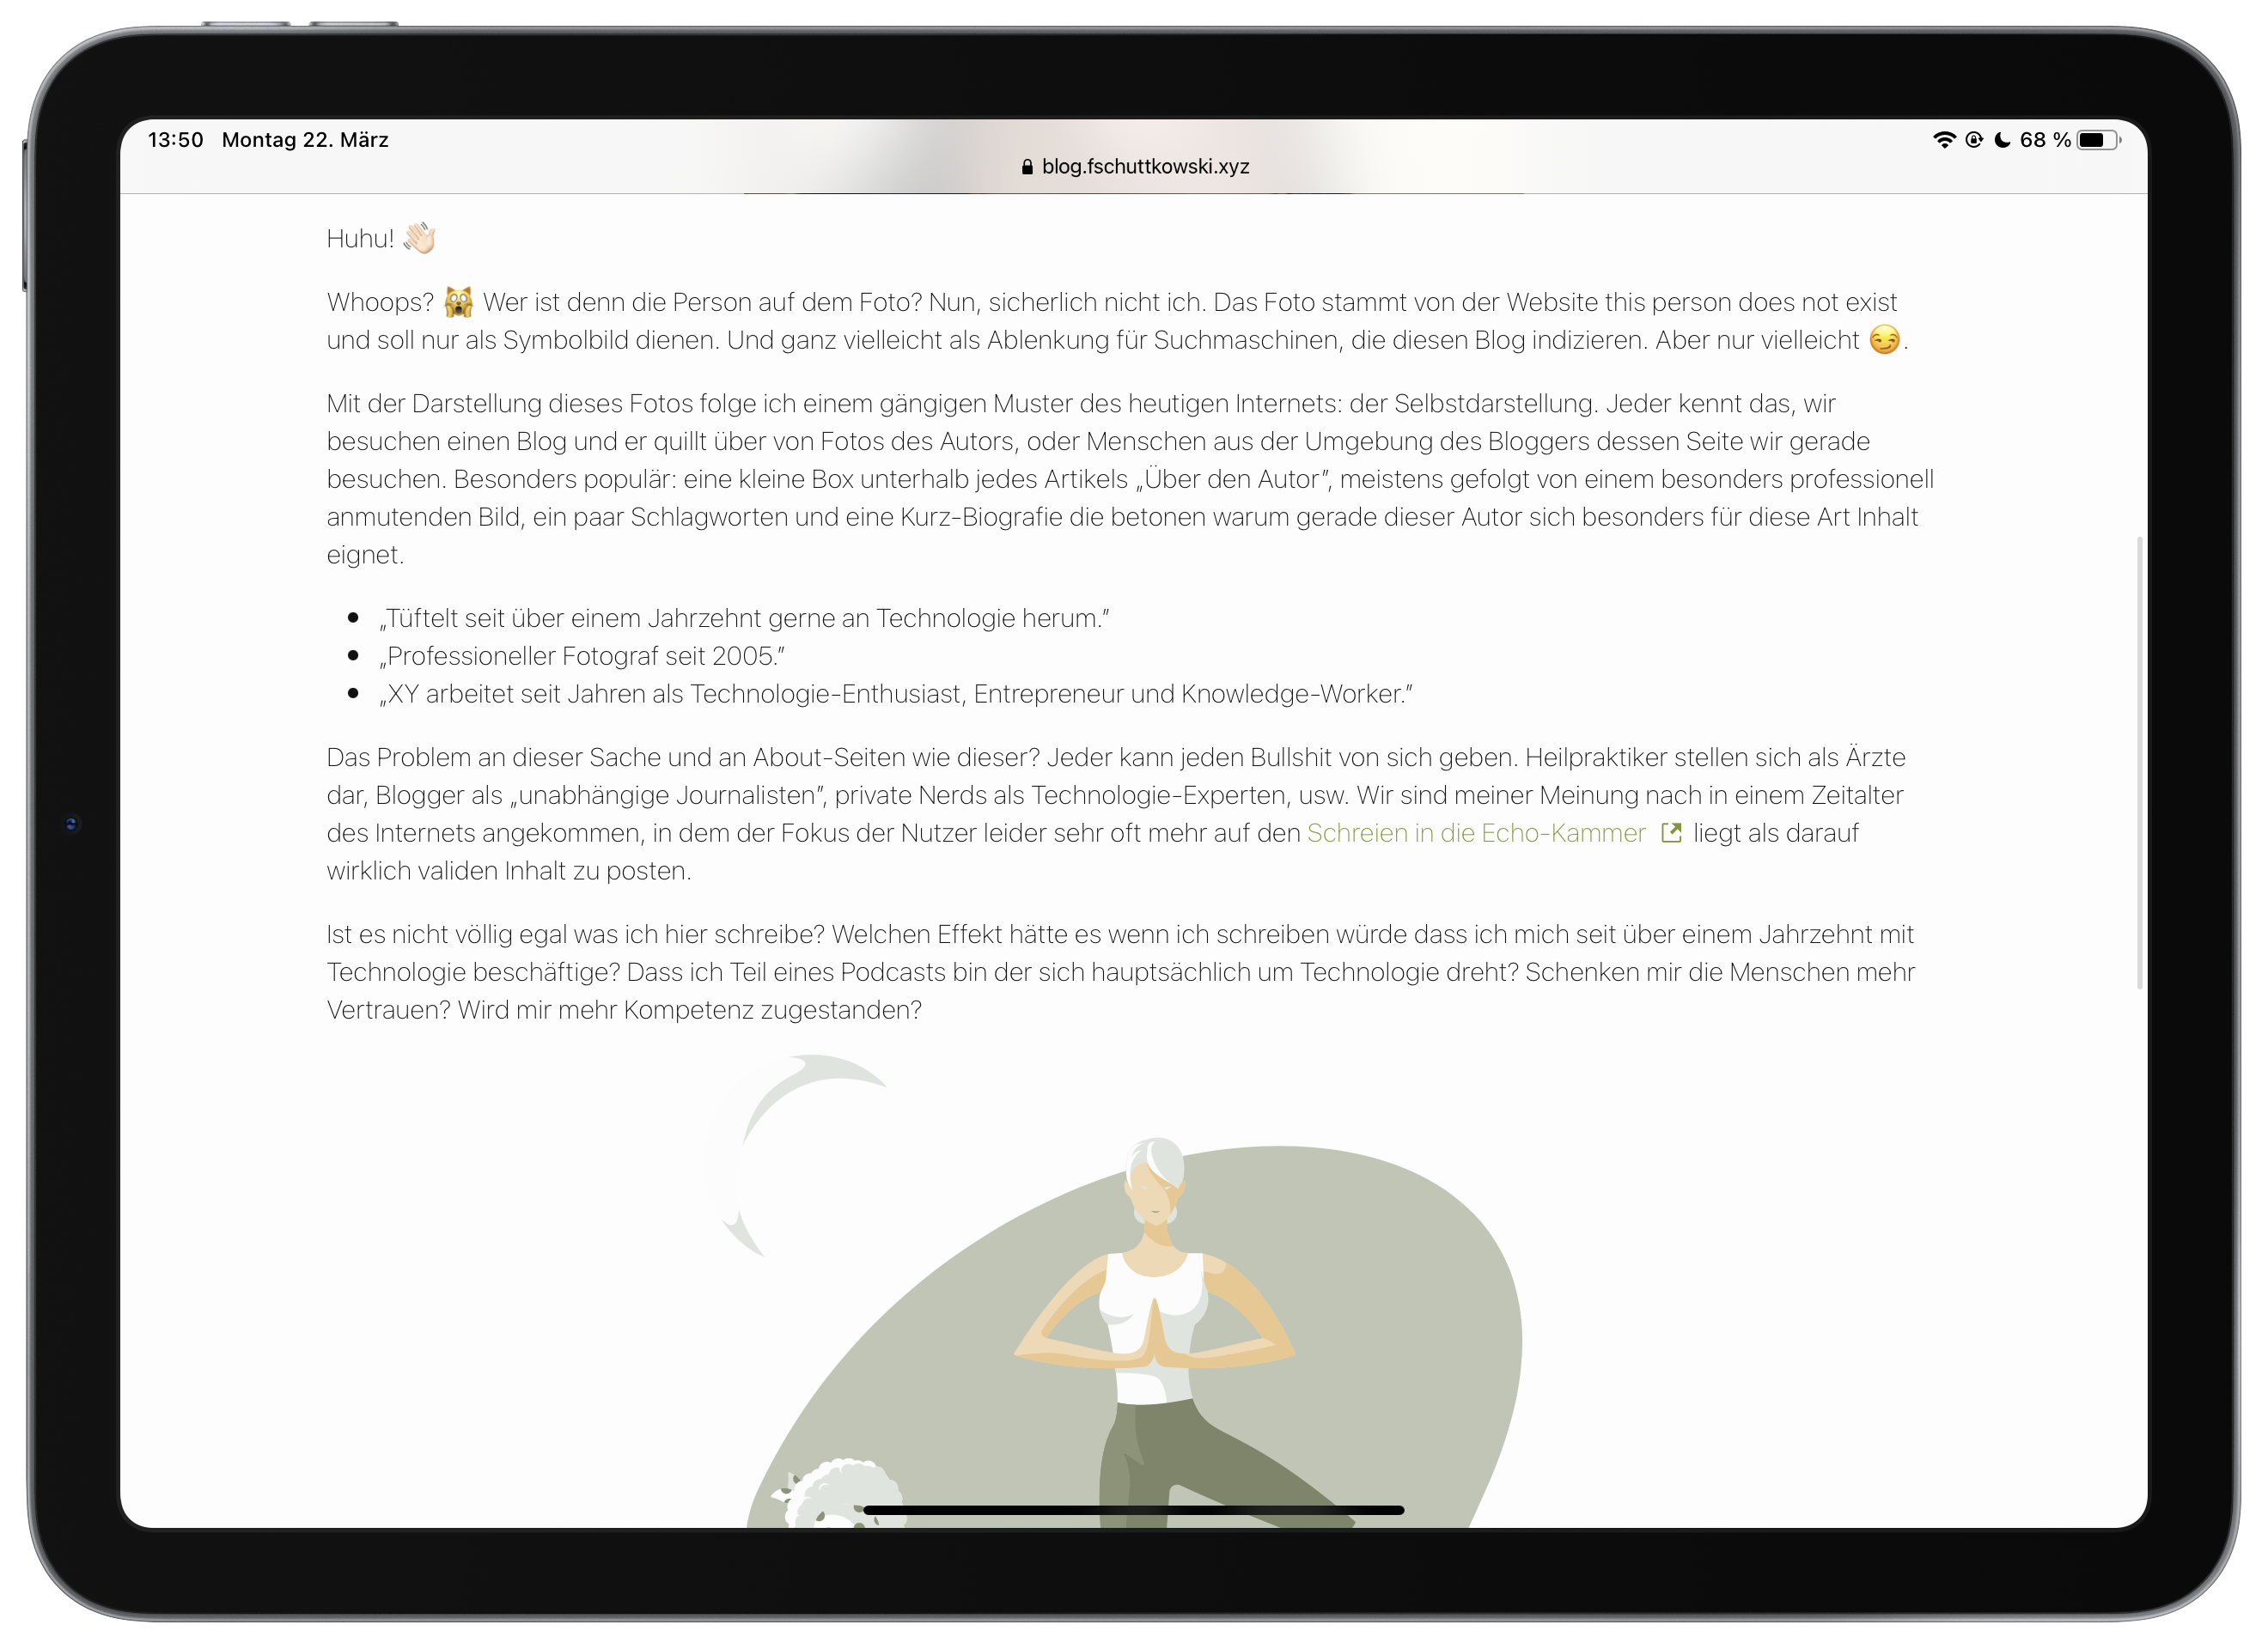 13:50 Montag 22. März
68 %
blog.fschuttkowski.xyz
Huhu! 👋🏻
Whoops? 🙀 Wer ist denn die Person auf dem Foto? Nun, sicherlich nicht ich. Das Foto stammt von der Website this person does not exist
und soll nur als Symbolbild dienen. Und ganz vielleicht als Ablenkung für Suchmaschinen, die diesen Blog indizieren. Aber nur vielleicht 😏.
Mit der Darstellung dieses Fotos folge ich einem gängigen Muster des heutigen Internets: der Selbstdarstellung. Jeder kennt das, wir
besuchen einen Blog und er quillt über von Fotos des Autors, oder Menschen aus der Umgebung des Bloggers dessen Seite wir gerade
besuchen. Besonders populär: eine kleine Box unterhalb jedes Artikels „Über den Autor”, meistens gefolgt von einem besonders professionell
anmutenden Bild, ein paar Schlagworten und eine Kurz-Biografie die betonen warum gerade dieser Autor sich besonders für diese Art Inhalt
eignet.
• „Tüftelt seit über einem Jahrzehnt gerne an Technologie herum.”
• „Professioneller Fotograf seit 2005.”
• „XY arbeitet seit Jahren als Technologie-Enthusiast, Entrepreneur und Knowledge-Worker.”
Das Problem an dieser Sache und an About-Seiten wie dieser? Jeder kann jeden Bullshit von sich geben. Heilpraktiker stellen sich als Ärzte
dar, Blogger als „unabhängige Journalisten”, private Nerds als Technologie-Experten, usw. Wir sind meiner Meinung nach in einem Zeitalter
des Internets angekommen, in dem der Fokus der Nutzer leider sehr oft mehr auf den Schreien in die Echo-Kammer liegt als darauf
wirklich validen Inhalt zu posten.
Ist es nicht völlig egal was ich hier schreibe? Welchen Effekt hätte es wenn ich schreiben würde dass ich mich seit über einem Jahrzehnt mit
Technologie beschäftige? Dass ich Teil eines Podcasts bin der sich hauptsächlich um Technologie dreht? Schenken mir die Menschen mehr
Vertrauen? Wird mir mehr Kompetenz zugestanden?